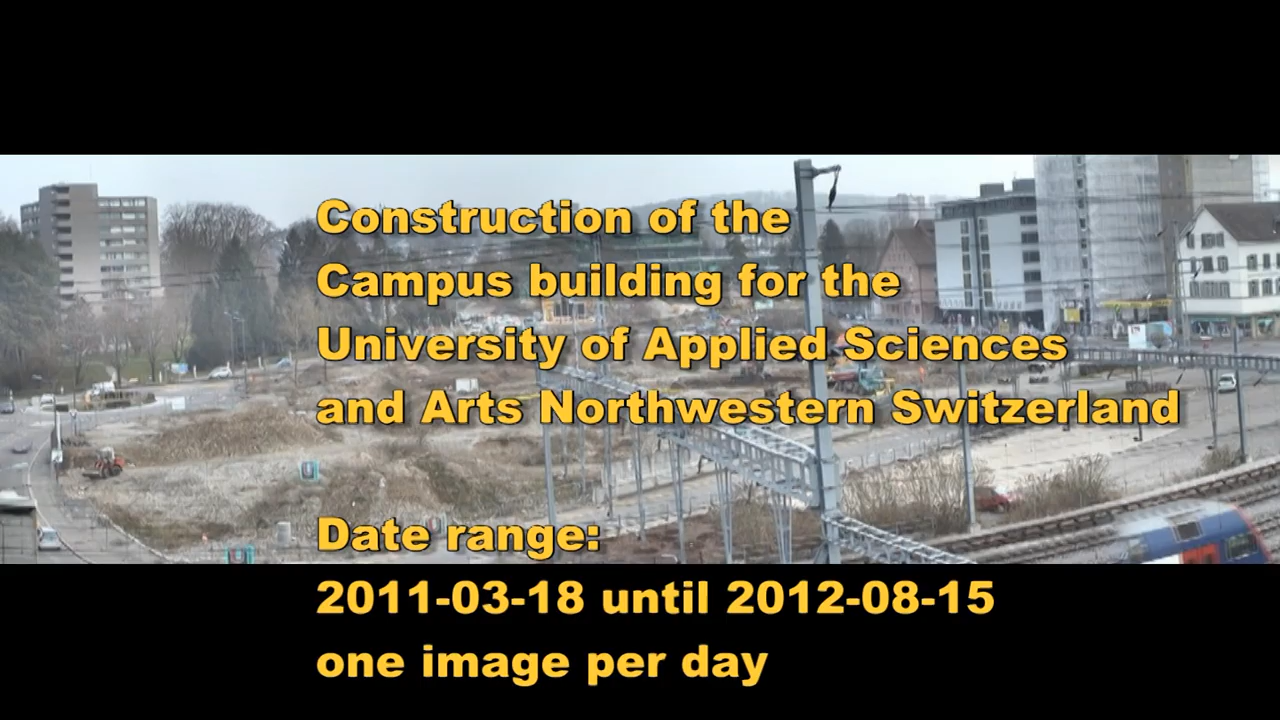 Construction of the
Campus building for the
University of Applied Sciences
and Arts Northwestern Switzerland
Date range:
2011-03-18 until 2012-08-15
one image per day